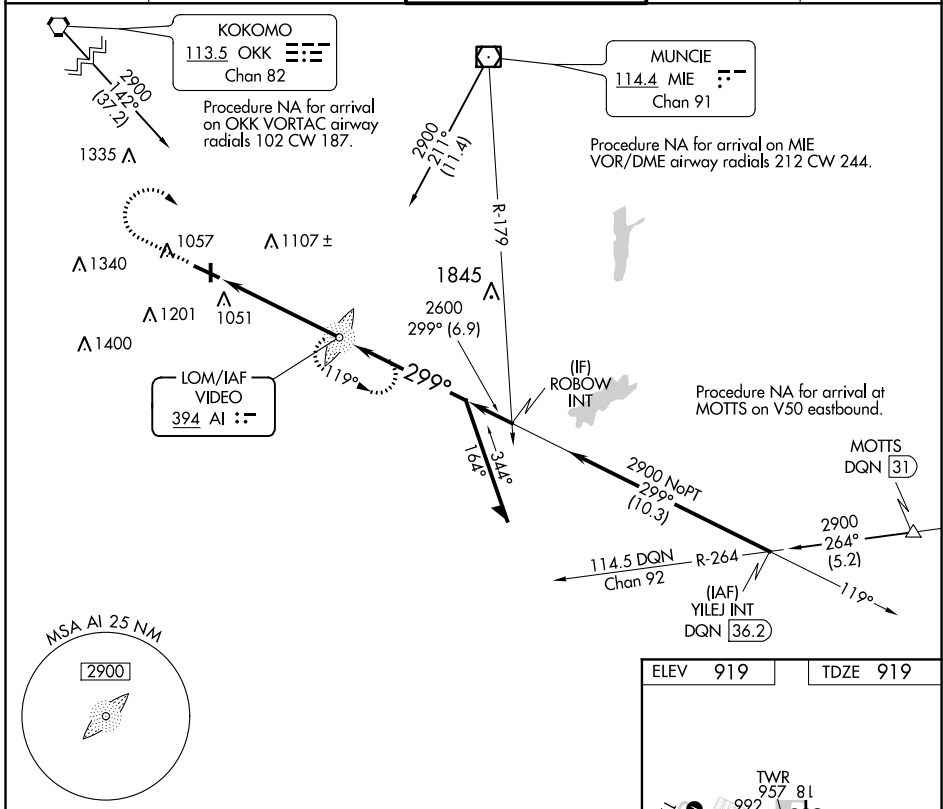 KOKOMO
113.5 OKK
Chan 82
2900
142°
(37.2)
Procedure NA for arrival
on OKK VORTAC airway
radials 102 CW 187.
MUNCIE
114.4 MIE
Chan 91
Procedure NA for arrival on MIE
VOR/DME airway radials 212 CW 244.
2900
211°
(11.4)
R-179
1335
1057
1107 ±
1340
1201
1051
1400
1845
2600
299° (6.9)
LOM/IAF
VIDEO
394 AI
119°
299°
(IF)
ROBOW
INT
164°
344°
Procedure NA for arrival at
MOTTS on V50 eastbound.
MOTTS
DQN 31
2900 NoPT
299°
(10.3)
2900
264°
(5.2)
114.5 DQN
Chan 92
R-264
119°
(IAF)
YILEJ INT
DQN 36.2
MSA AI 25 NM
2900
ELEV 919
TDZE 919
TWR
957
992